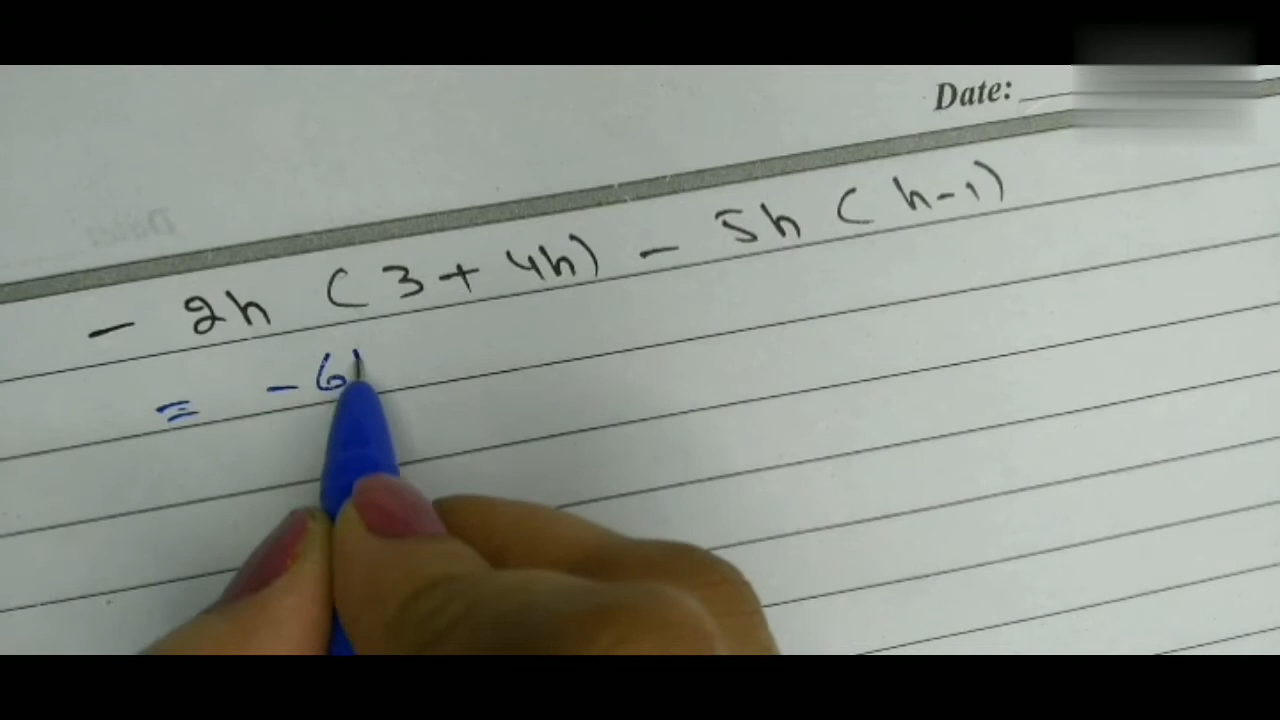 Date:
- 2h (3 + 4h) - 5h (h-1)
= -6